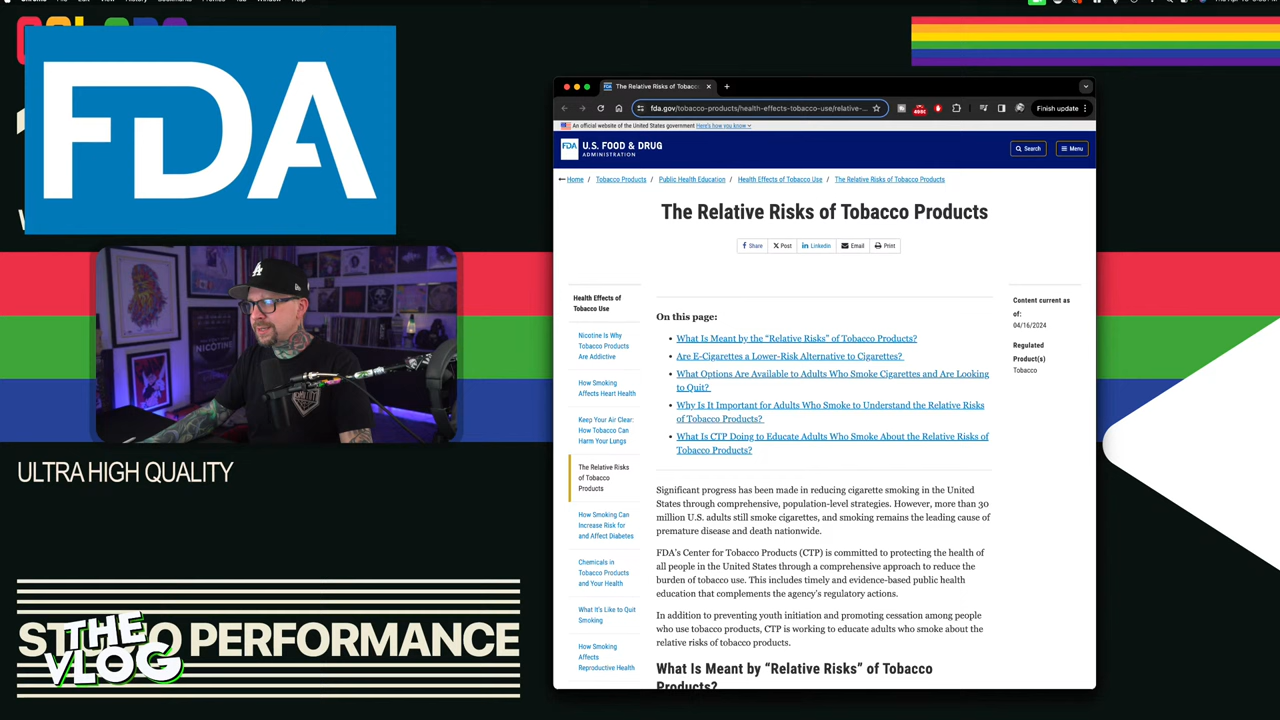 FDA
ULTRA HIGH QUALITY
PERFORMANCE
THE
VLOG
NICOTINE
The Relative Risks of Tobacco
fda.gov/tobacco-products/health-effects-tobacco-use/relative-...
Finish update
An official website of the United States government Here's how you know
FDA U.S. FOOD & DRUG
ADMINISTRATION
Search
Menu
Home / Tobacco Products / Public Health Education / Health Effects of Tobacco Use / The Relative Risks of Tobacco Products
The Relative Risks of Tobacco Products
Share
Post
Linkedin
Email
Print
Health Effects of
Tobacco Use
Nicotine Is Why
Tobacco Products
Are Addictive
How Smoking
Affects Heart Health
Keep Your Air Clear:
How Tobacco Can
Harm Your Lungs
The Relative Risks
of Tobacco
Products
How Smoking Can
Increase Risk for
and Affect Diabetes
Chemicals in
Tobacco Products
and Your Health
What It's Like to Quit
Smoking
How Smoking
Affects
Reproductive Health
On this page:
What Is Meant by the “Relative Risks” of Tobacco Products?
Are E-Cigarettes a Lower-Risk Alternative to Cigarettes?
What Options Are Available to Adults Who Smoke Cigarettes and Are Looking
to Quit?
Why Is It Important for Adults Who Smoke to Understand the Relative Risks
of Tobacco Products?
What Is CTP Doing to Educate Adults Who Smoke About the Relative Risks of
Tobacco Products?
Significant progress has been made in reducing cigarette smoking in the United
States through comprehensive, population-level strategies. However, more than 30
million U.S. adults still smoke cigarettes, and smoking remains the leading cause of
premature disease and death nationwide.
FDA’s Center for Tobacco Products (CTP) is committed to protecting the health of
all people in the United States through a comprehensive approach to reduce the
burden of tobacco use. This includes timely and evidence-based public health
education that complements the agency’s regulatory actions.
In addition to preventing youth initiation and promoting cessation among people
who use tobacco products, CTP is working to educate adults who smoke about the
relative risks of tobacco products.
What Is Meant by “Relative Risks” of Tobacco
Products?
Content current as
of:
04/16/2024
Regulated
Product(s)
Tobacco